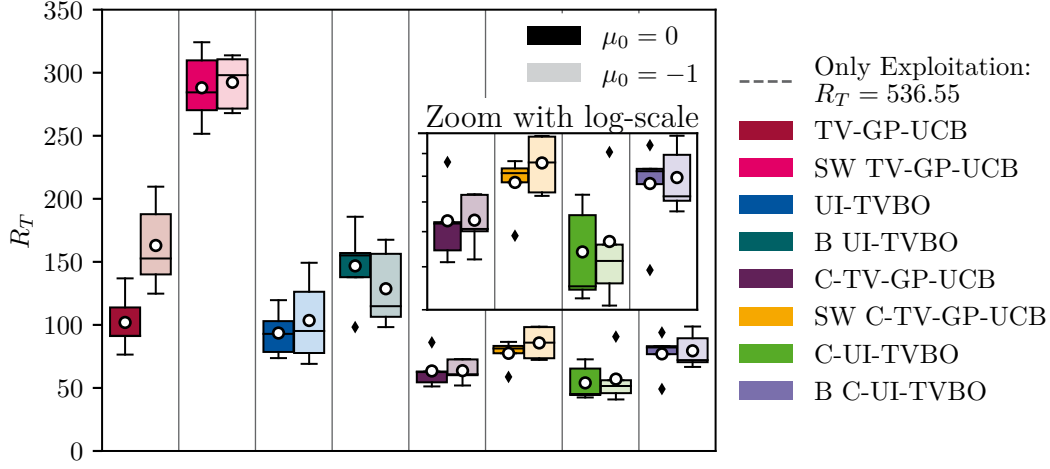 350
300
250
200
150
100
50
0
R_T
μ₀ = 0
μ₀ = −1
Zoom with log-scale
Only Exploitation:
R_T = 536.55
TV-GP-UCB
SW TV-GP-UCB
UI-TVBO
B UI-TVBO
C-TV-GP-UCB
SW C-TV-GP-UCB
C-UI-TVBO
B C-UI-TVBO